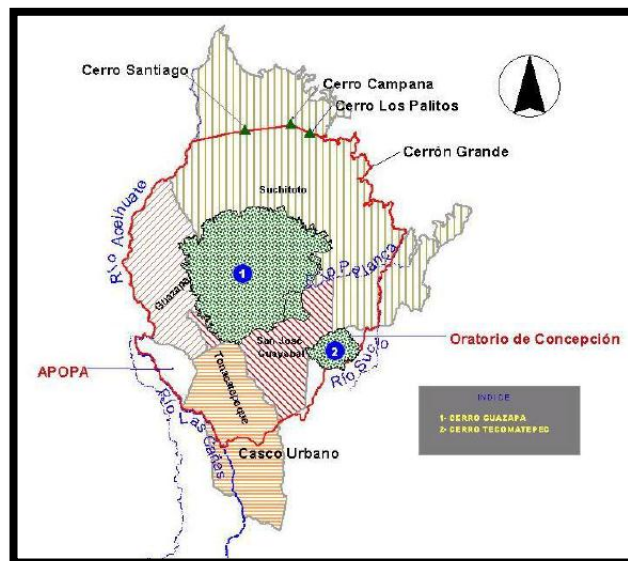 Cerro Santiago
Cerro Campana
Cerro Los Palitos
Cerrón Grande
Suchitoto
Río Acelhuate
Guazapa
1
San José
Guayabal
2
Oratorio de Concepción
Río Sucio
APOPA
Tonacatepeque
Río Las Cañas
Casco Urbano
INDICE
1- CERRO GUAZAPA
2- CERRO TECOMATEPEC